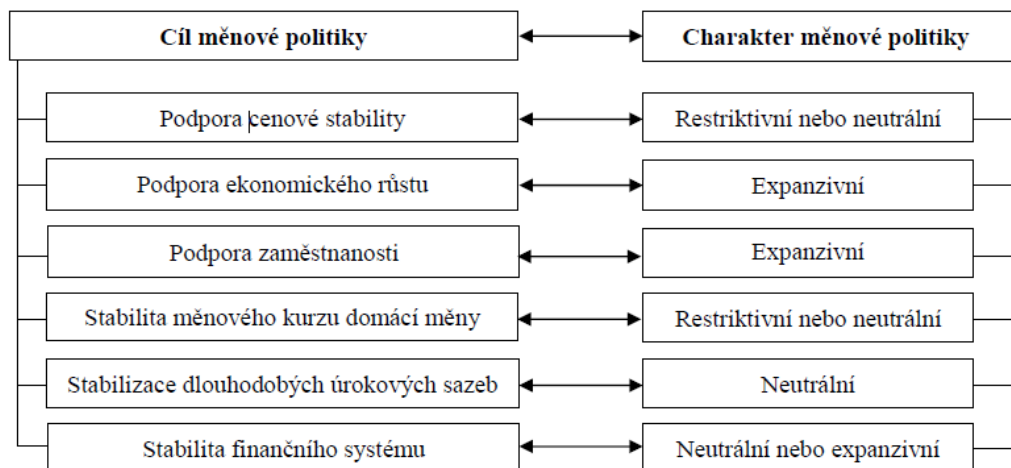 Cíl měnové politiky
Charakter měnové politiky
Podpora cenové stability
Restriktivní nebo neutrální
Podpora ekonomického růstu
Expanzivní
Podpora zaměstnanosti
Expanzivní
Stabilita měnového kurzu domácí měny
Restriktivní nebo neutrální
Stabilizace dlouhodobých úrokových sazeb
Neutrální
Stabilita finančního systému
Neutrální nebo expanzivní